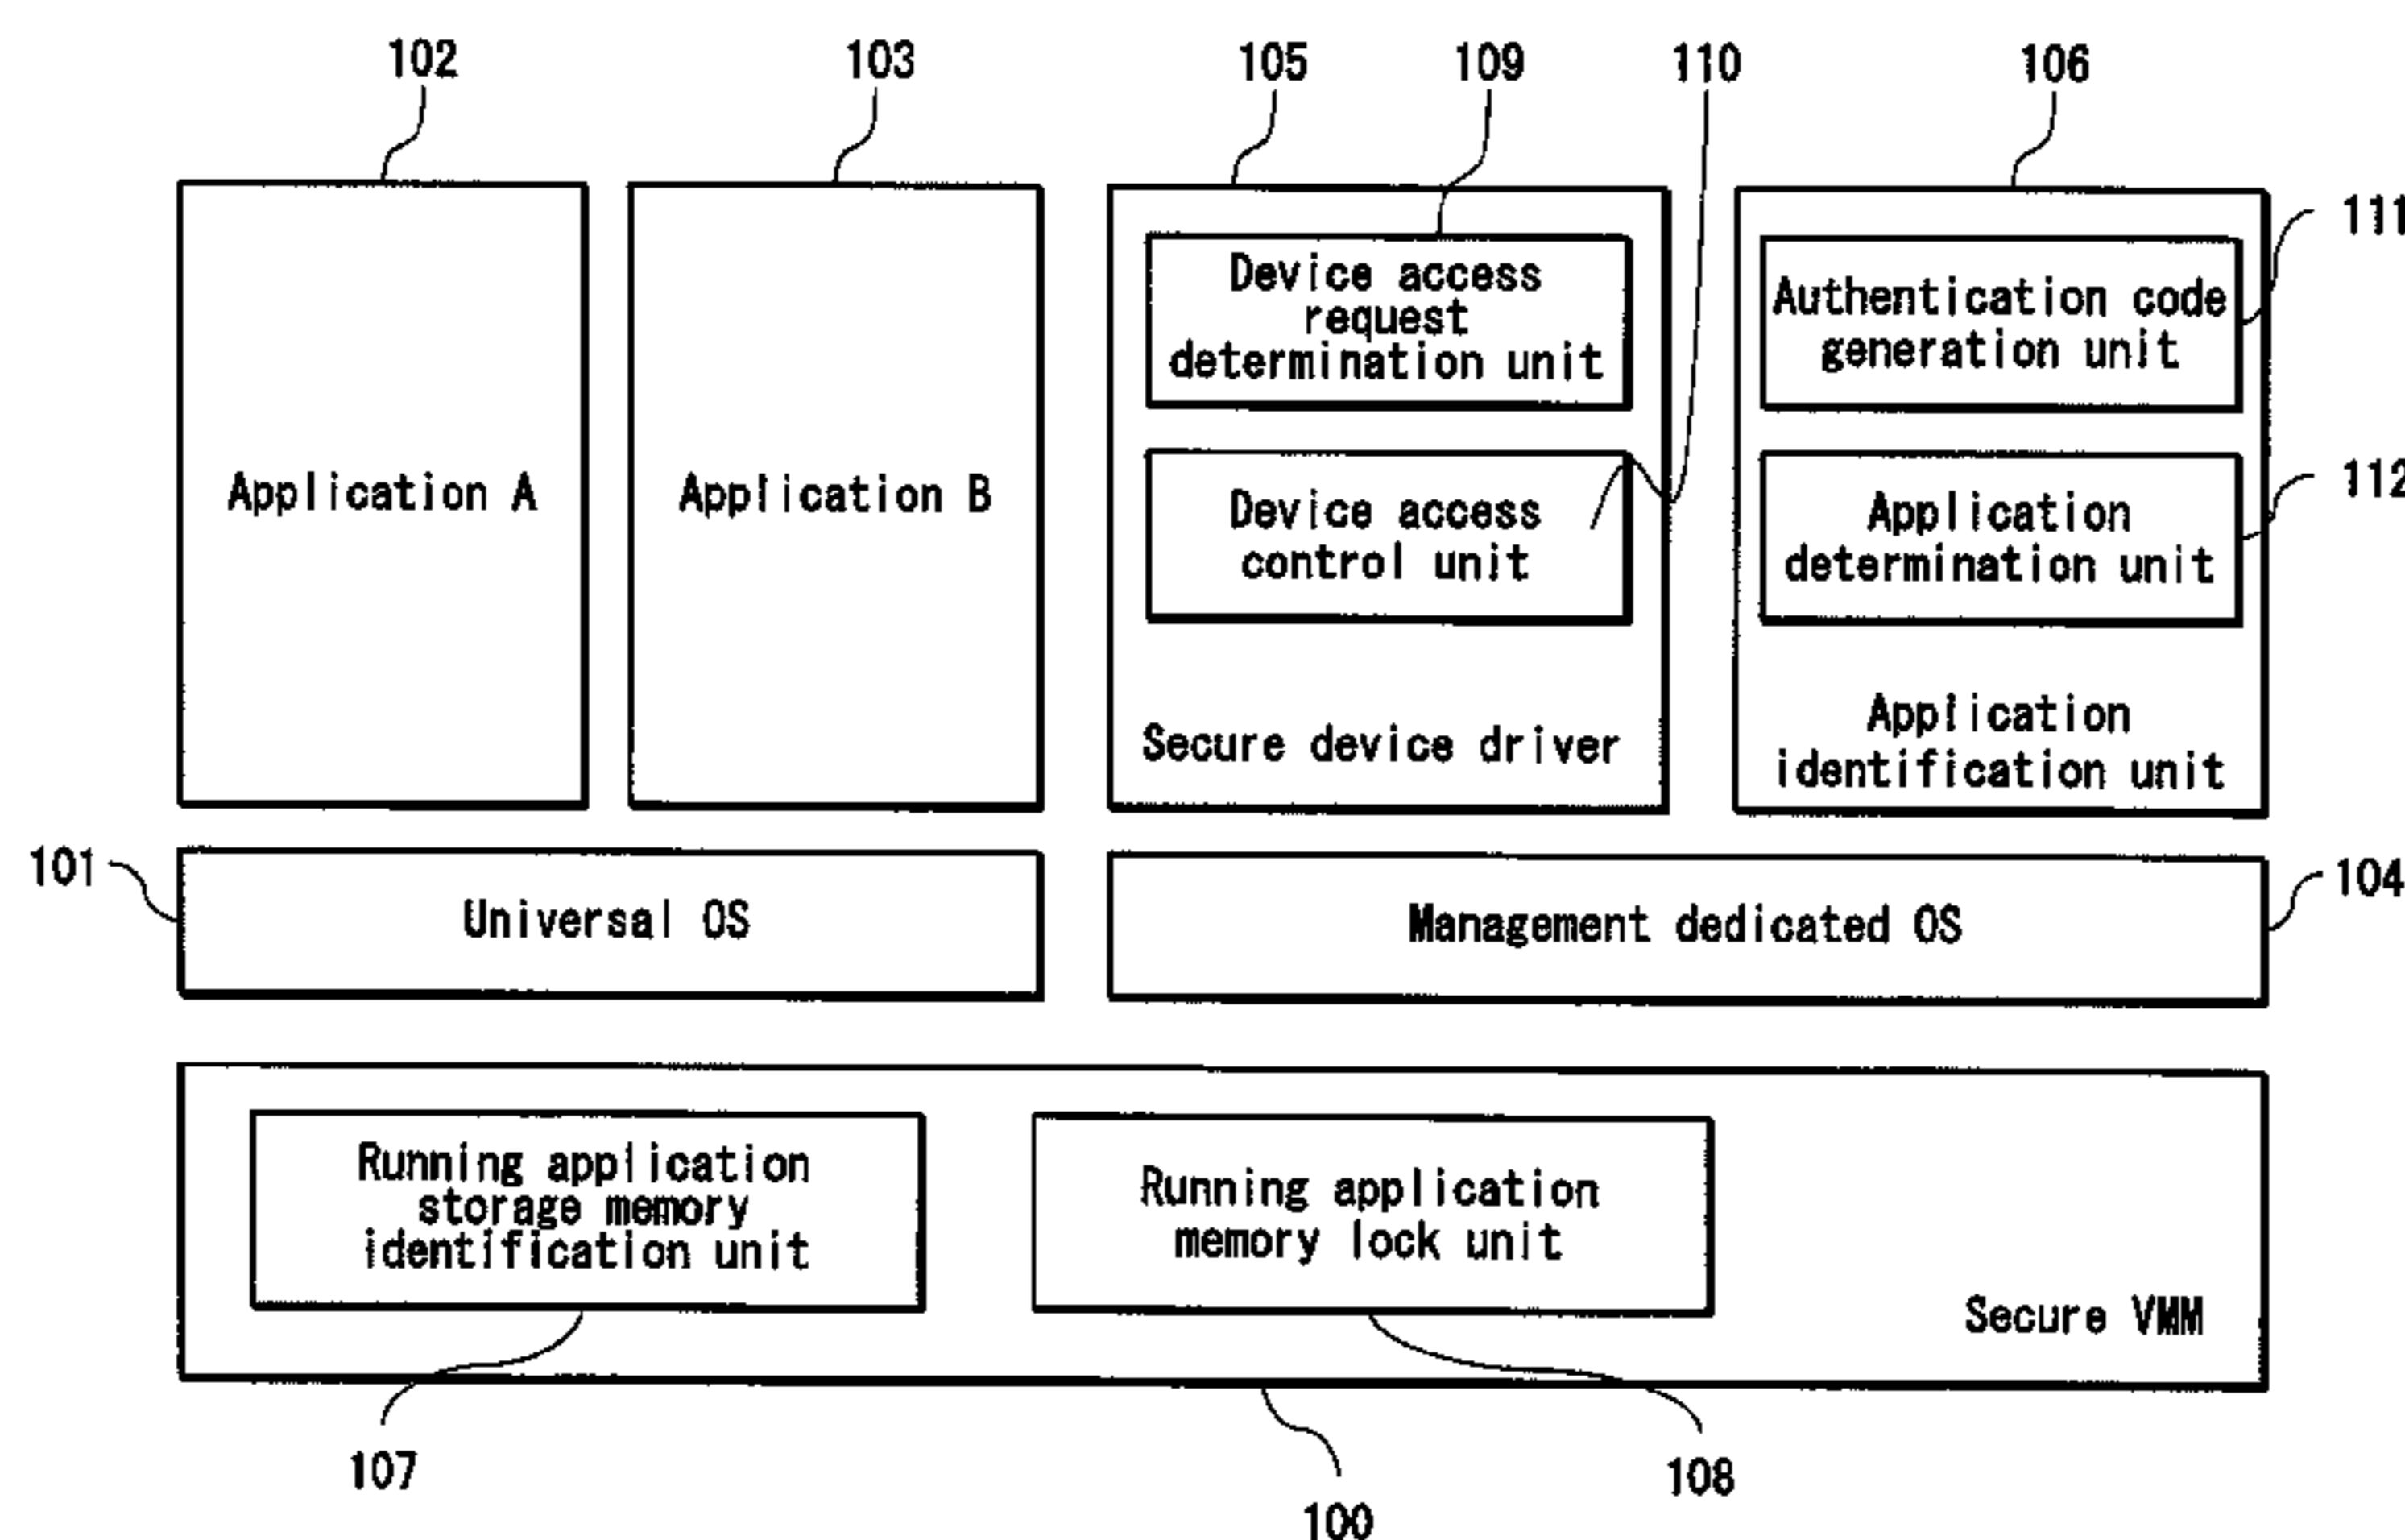 102
103
105
109
110
106
111
112
Application A
Application B
Device access
request
determination unit
Device access
control unit
Secure device driver
Authentication code
generation unit
Application
determination unit
Application
identification unit
101
Universal OS
Management dedicated OS
104
Running application
storage memory
identification unit
Running application
memory lock unit
Secure VMM
107
108
100